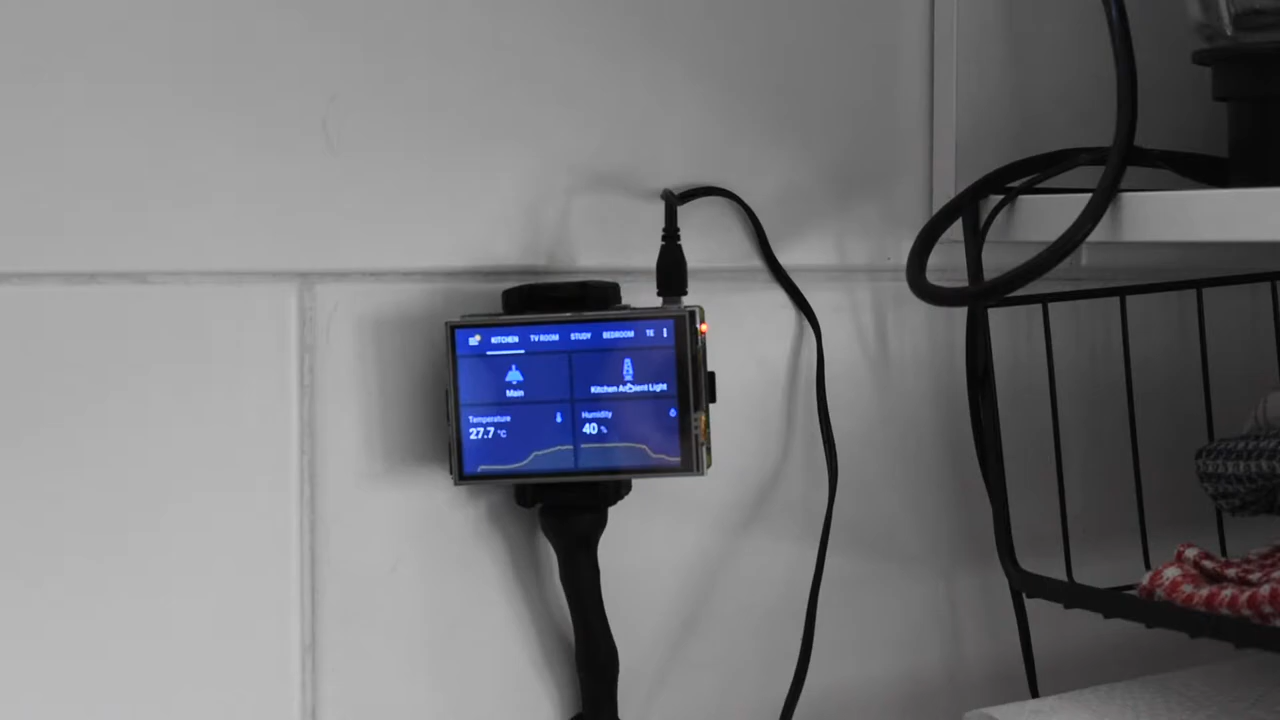 KITCHEN TV ROOM STUDY BEDROOM TE
Main
Kitchen Ambient Light
Temperature
27.7 °C
Humidity
40 %